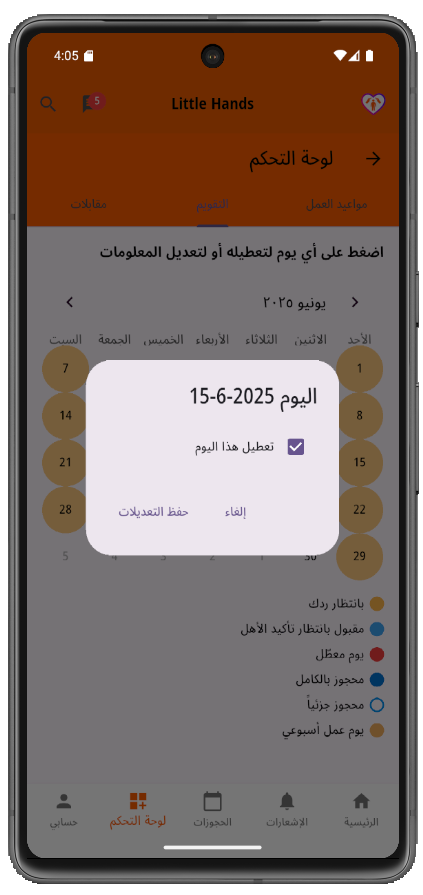 4:05
5
Little Hands
لوحة التحكم
مواعيد العمل
التقويم
مقابلات
اضغط على أي يوم لتعطيله أو لتعديل المعلومات
يونيو ٢٠٢٥
الأحد الاثنين الثلاثاء الأربعاء الخميس الجمعة السبت
1 7
8 14
اليوم 2025-6-15
تعطيل هذا اليوم
15 21
22 28
إلغاء
حفظ التعديلات
29 30 1 2 3 4 5
بانتظار ردك
مقبول بانتظار تأكيد الأهل
يوم معطّل
محجوز بالكامل
محجوز جزئياً
يوم عمل أسبوعي
الرئيسية
الإشعارات
الحجوزات
لوحة التحكم
حسابي